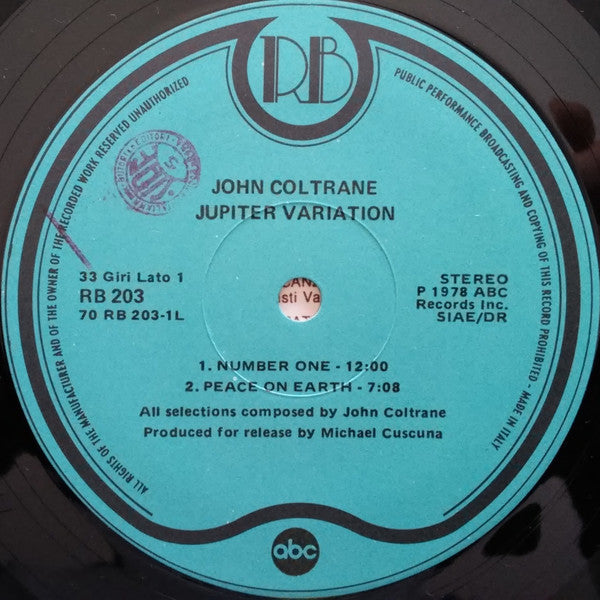 RB
ALL RIGHTS OF THE MANUFACTURER AND OF THE OWNER OF THE RECORDED WORK RESERVED UNAUTHORIZED
PUBLIC PERFORMANCE BROADCASTING AND COPYING OF THIS RECORD PROHIBITED - MADE IN ITALY
JOHN COLTRANE
JUPITER VARIATION
33 Giri Lato 1
RB 203
70 RB 203-1L
STEREO
P 1978 ABC
Records Inc.
SIAE/DR
sti Va
1. NUMBER ONE - 12:00
2. PEACE ON EARTH - 7:08
All selections composed by John Coltrane
Produced for release by Michael Cuscuna
abc